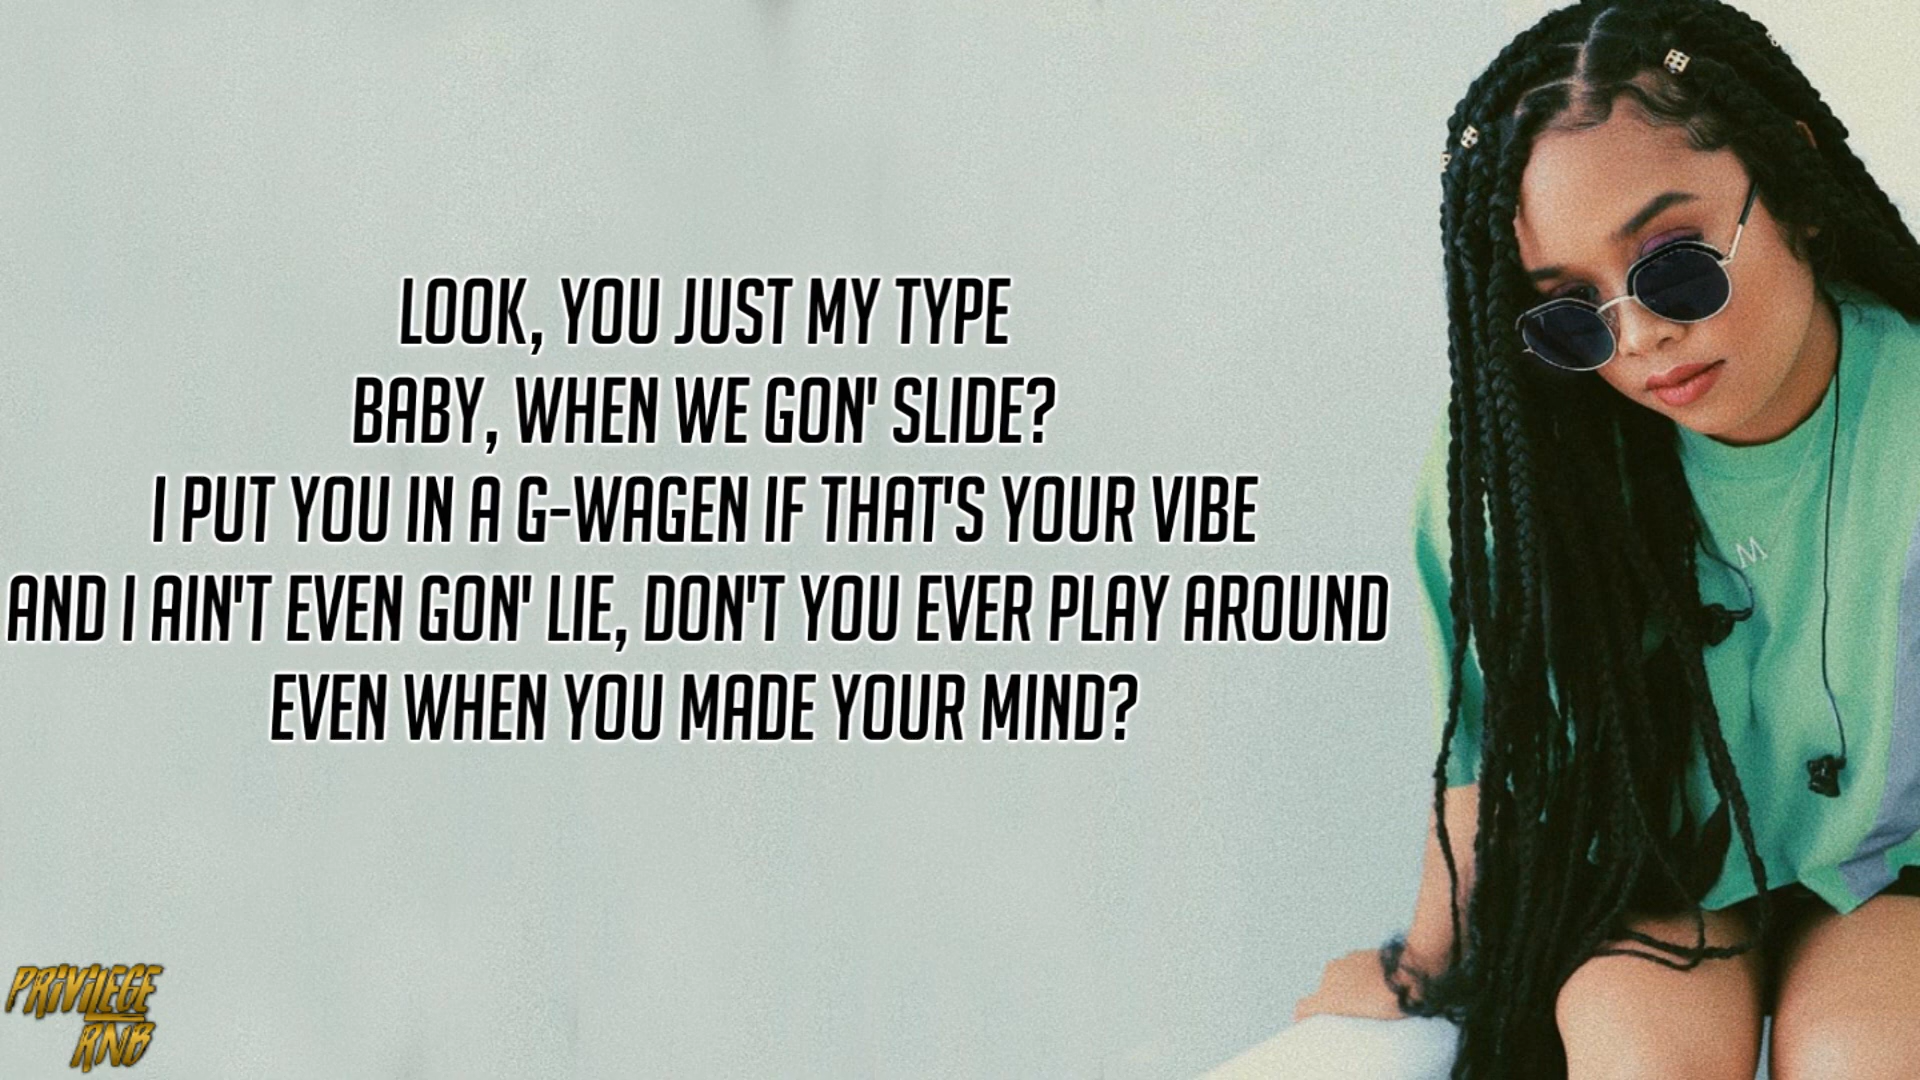 LOOK, YOU JUST MY TYPE
BABY, WHEN WE GON' SLIDE?
I PUT YOU IN A G-WAGEN IF THAT'S YOUR VIBE
AND I AIN'T EVEN GON' LIE, DON'T YOU EVER PLAY AROUND
EVEN WHEN YOU MADE YOUR MIND?
M
PRIVILEGE
RNB